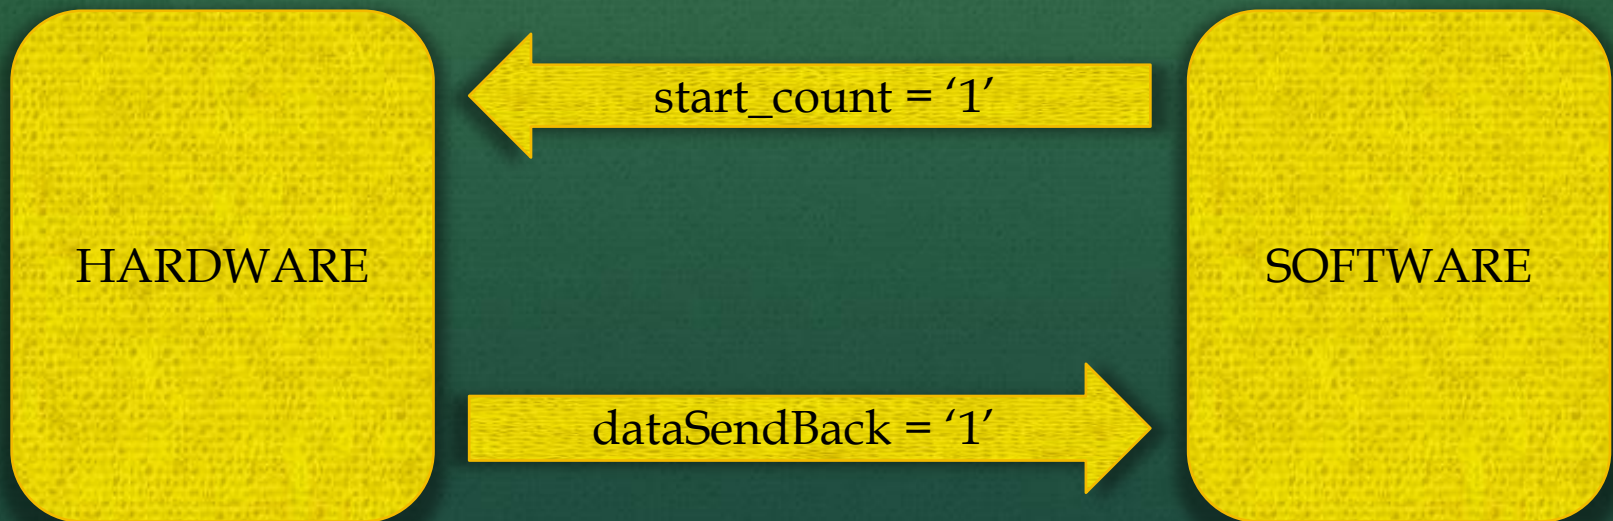 start_count = ‘1’
HARDWARE
SOFTWARE
dataSendBack = ‘1’